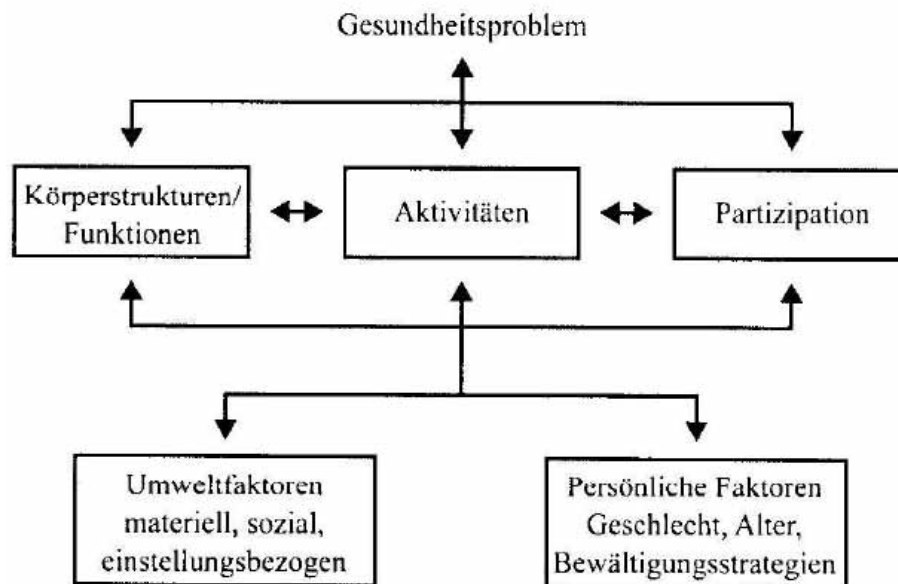 Gesundheitsproblem
Körperstrukturen/
Funktionen
Aktivitäten
Partizipation
Umweltfaktoren
materiell, sozial,
einstellungsbezogen
Persönliche Faktoren
Geschlecht, Alter,
Bewältigungsstrategien